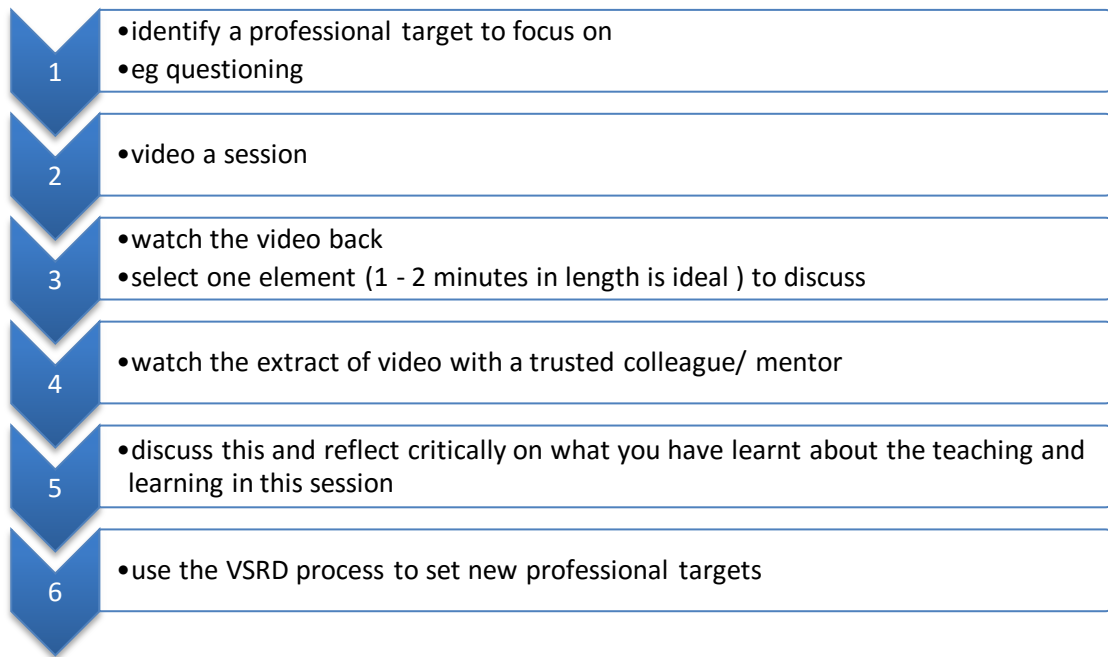 1
•identify a professional target to focus on
•eg questioning
2
•video a session
3
•watch the video back
•select one element (1 - 2 minutes in length is ideal ) to discuss
4
•watch the extract of video with a trusted colleague/ mentor
5
•discuss this and reflect critically on what you have learnt about the teaching and
learning in this session
6
•use the VSRD process to set new professional targets